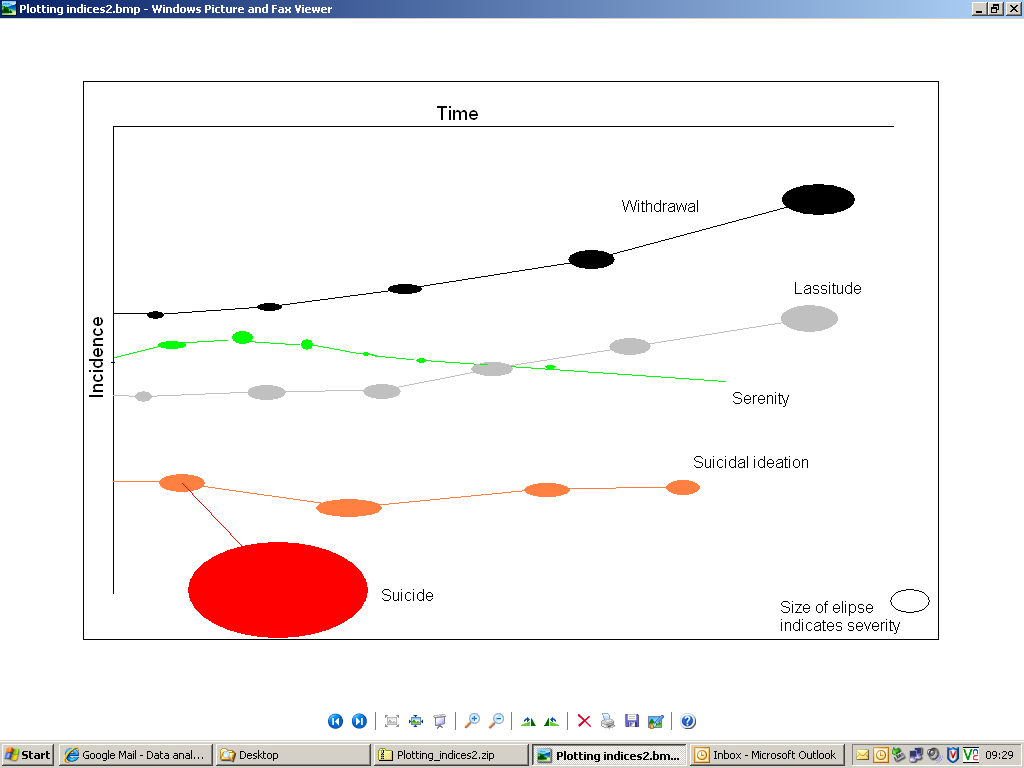 Plotting indices2.bmp - Windows Picture and Fax Viewer
Time
Withdrawal
Lassitude
Incidence
Serenity
Suicidal ideation
Suicide
Size of elipse
indicates severity
Start
Google Mail - Data anal...
Desktop
Plotting_indices2.zip
Plotting indices2.bm...
Inbox - Microsoft Outlook
09:29